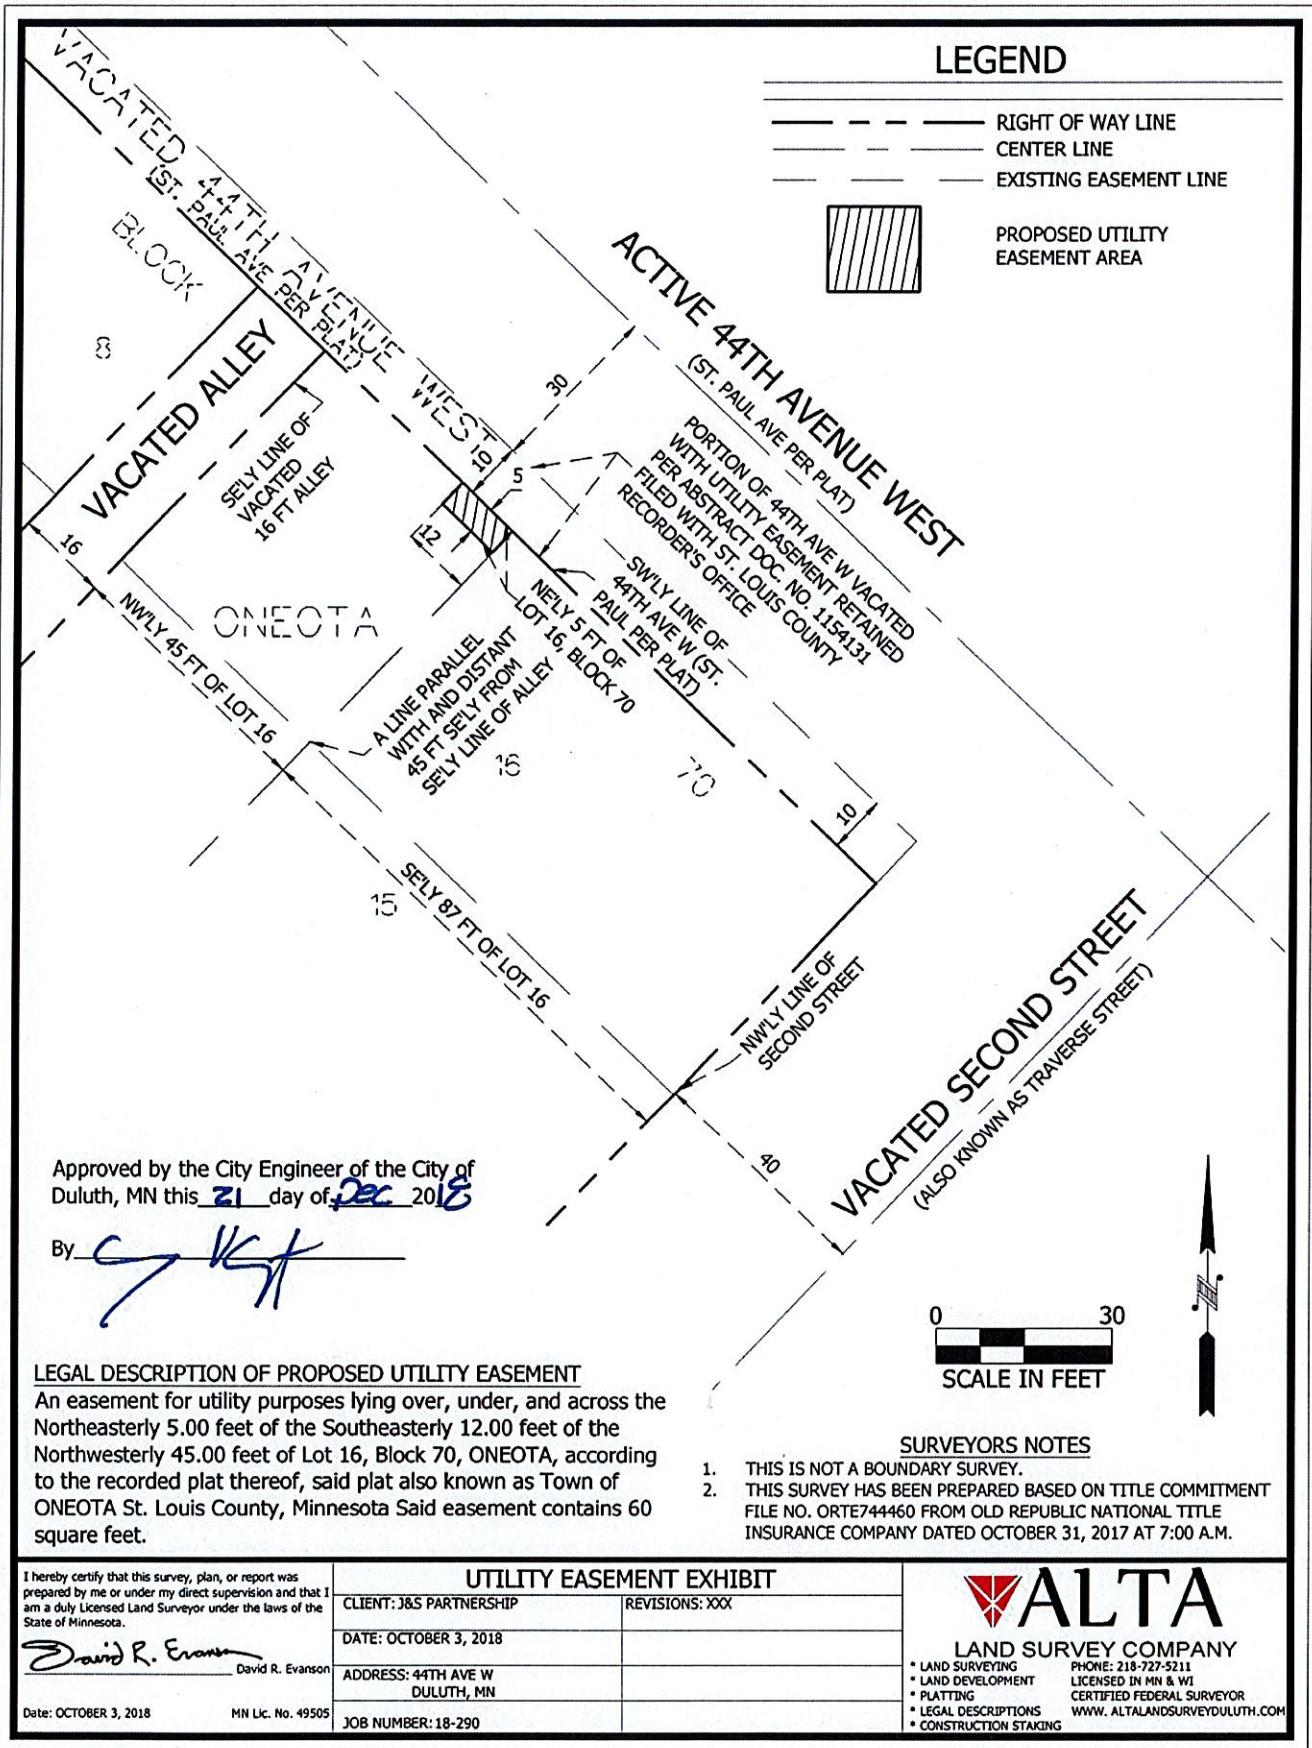 LEGEND
RIGHT OF WAY LINE
CENTER LINE
EXISTING EASEMENT LINE
PROPOSED UTILITY
EASEMENT AREA
VACATED 44TH AVENUE WEST
(ST. PAUL AVE PER PLAT)
BLOCK
8
VACATED ALLEY
SE'LY LINE OF
VACATED
16 FT ALLEY
ACTIVE 44TH AVENUE WEST
(ST. PAUL AVE PER PLAT)
PORTION OF 44TH AVE W VACATED
WITH UTILITY EASEMENT RETAINED
PER ABSTRACT DOC. NO. 1154131
FILED WITH ST. LOUIS COUNTY
RECORDER'S OFFICE
30
10
5
12
16
SW'LY LINE OF
44TH AVE W (ST.
PAUL PER PLAT)
NE'LY 5 FT OF
LOT 16, BLOCK 70
ONEOTA
NW'LY 45 FT OF LOT 16
A LINE PARALLEL
WITH AND DISTANT
45 FT SE'LY FROM
SE'LY LINE OF ALLEY
16
70
10
15
SE'LY 87 FT OF LOT 16
NW'LY LINE OF
SECOND STREET
VACATED SECOND STREET
(ALSO KNOWN AS TRAVERSE STREET)
40
Approved by the City Engineer of the City of
Duluth, MN this 21 day of Dec 2018
By
N
0 30
SCALE IN FEET
LEGAL DESCRIPTION OF PROPOSED UTILITY EASEMENT
An easement for utility purposes lying over, under, and across the
Northeasterly 5.00 feet of the Southeasterly 12.00 feet of the
Northwesterly 45.00 feet of Lot 16, Block 70, ONEOTA, according
to the recorded plat thereof, said plat also known as Town of
ONEOTA St. Louis County, Minnesota Said easement contains 60
square feet.
SURVEYORS NOTES
1. THIS IS NOT A BOUNDARY SURVEY.
2. THIS SURVEY HAS BEEN PREPARED BASED ON TITLE COMMITMENT
FILE NO. ORTE744460 FROM OLD REPUBLIC NATIONAL TITLE
INSURANCE COMPANY DATED OCTOBER 31, 2017 AT 7:00 A.M.
I hereby certify that this survey, plan, or report was
prepared by me or under my direct supervision and that I
am a duly Licensed Land Surveyor under the laws of the
State of Minnesota.
David R. Evanson
David R. Evanson
Date: OCTOBER 3, 2018 MN Lic. No. 49505
UTILITY EASEMENT EXHIBIT
CLIENT: J&S PARTNERSHIP REVISIONS: XXX
DATE: OCTOBER 3, 2018
ADDRESS: 44TH AVE W
DULUTH, MN
JOB NUMBER: 18-290
ALTA
LAND SURVEY COMPANY
* LAND SURVEYING PHONE: 218-727-5211
* LAND DEVELOPMENT LICENSED IN MN & WI
* PLATTING CERTIFIED FEDERAL SURVEYOR
* LEGAL DESCRIPTIONS WWW. ALTALANDSURVEYDULUTH.COM
* CONSTRUCTION STAKING